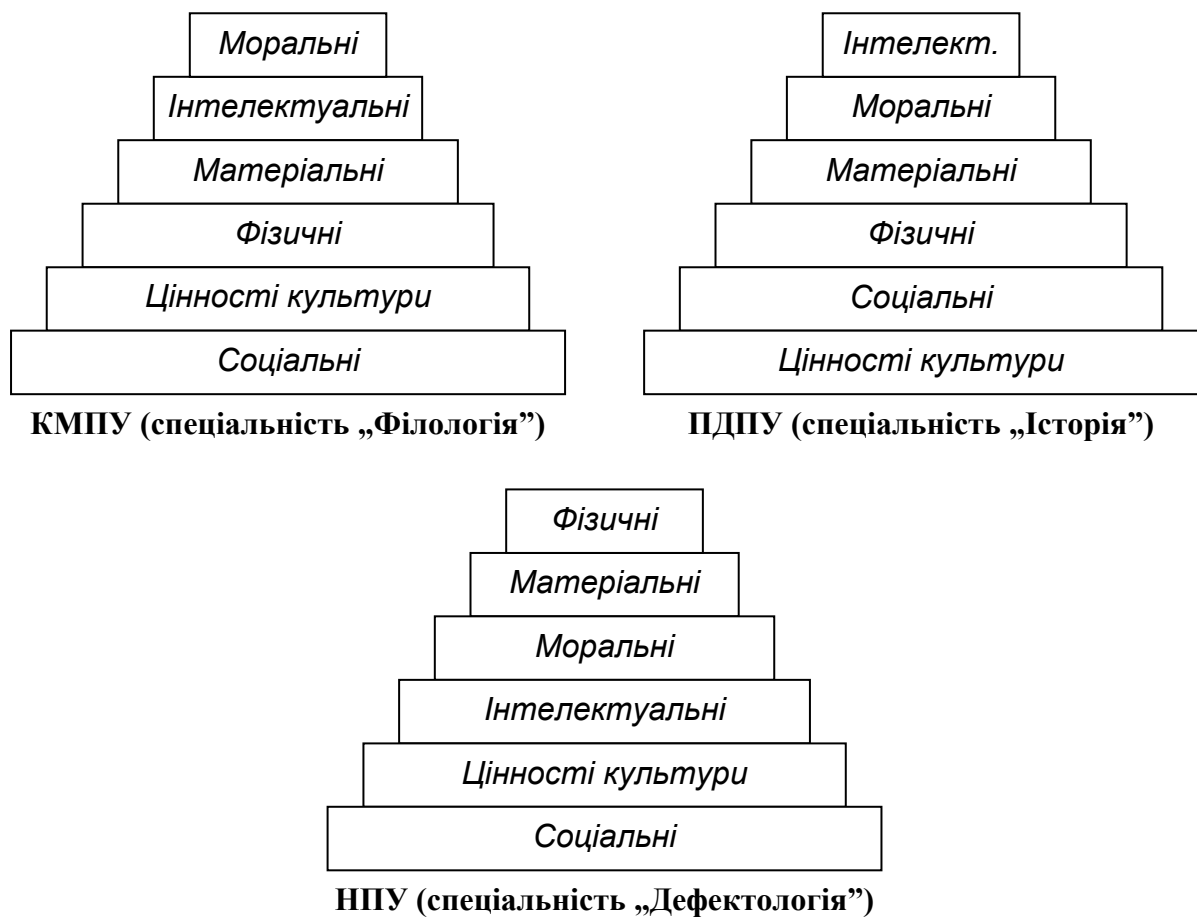 Моральні
Інтелектуальні
Матеріальні
Фізичні
Цінності культури
Соціальні
КМПУ (спеціальність „Філологія”)
Інтелект.
Моральні
Матеріальні
Фізичні
Соціальні
Цінності культури
ПДПУ (спеціальність „Історія”)
Фізичні
Матеріальні
Моральні
Інтелектуальні
Цінності культури
Соціальні
НПУ (спеціальність „Дефектологія”)